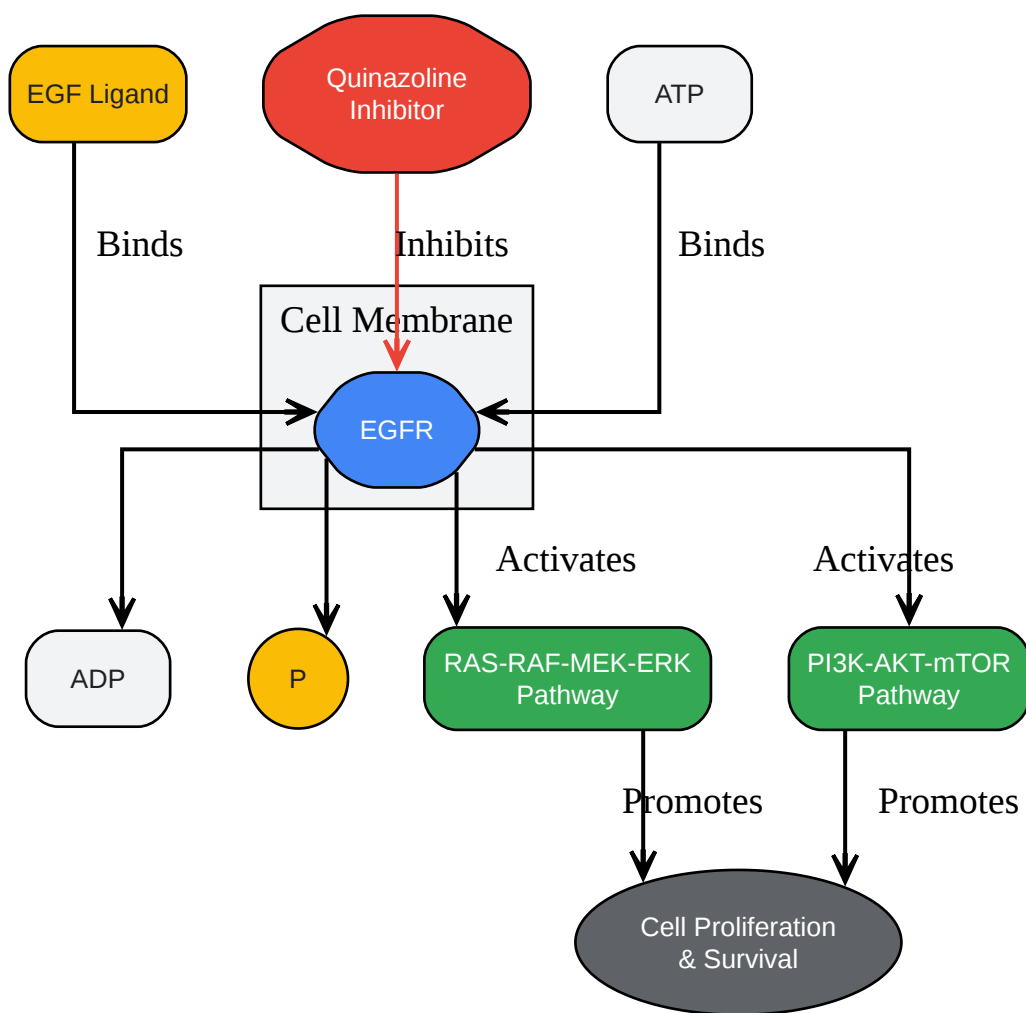 EGF Ligand
Quinazoline
Inhibitor
ATP
Binds
Inhibits
Binds
Cell Membrane
EGFR
Activates
Activates
ADP
P
RAS-RAF-MEK-ERK
Pathway
PI3K-AKT-mTOR
Pathway
Promotes
Promotes
Cell Proliferation
& Survival